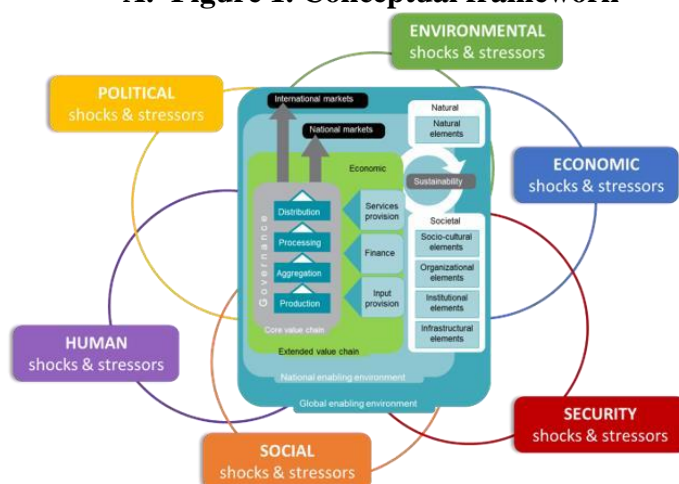 A. Figure 1. Conceptual framework
ENVIRONMENTAL
shocks & stressors
POLITICAL
shocks & stressors
International markets
National markets
Natural
Natural
elements
ECONOMIC
shocks & stressors
Economic
Sustainability
Governance
Distribution
Processing
Aggregation
Production
Services
provision
Finance
Input
provision
Societal
Socio-cultural
elements
Organizational
elements
Institutional
elements
Infrastructural
elements
Core value chain
Extended value chain
National enabling environment
Global enabling environment
HUMAN
shocks & stressors
SECURITY
shocks & stressors
SOCIAL
shocks & stressors